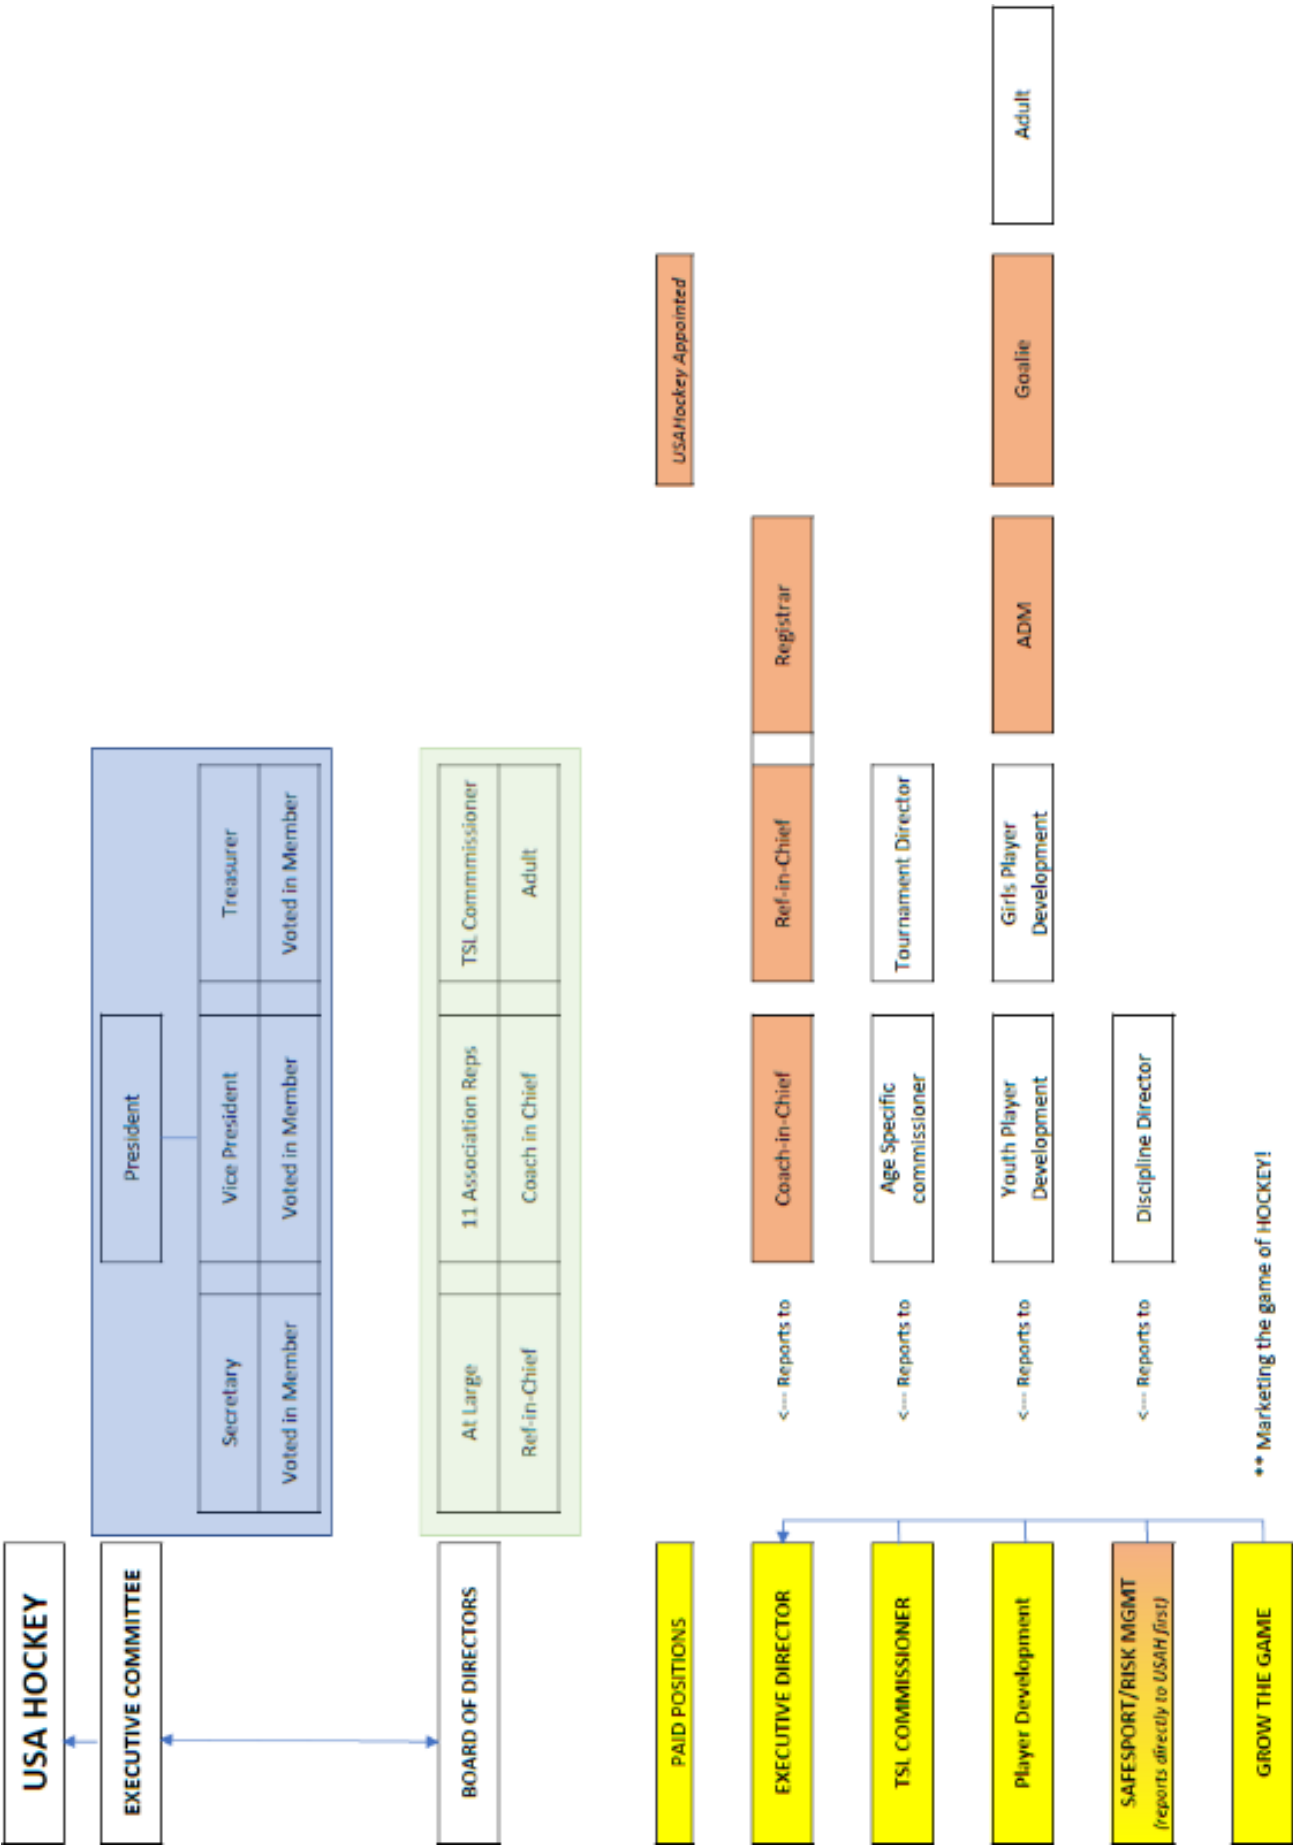 USA HOCKEY
EXECUTIVE COMMITTEE
President
Secretary
Vice President
Treasurer
Voted in Member
Voted in Member
Voted in Member
BOARD OF DIRECTORS
At Large
11 Association Reps
TSL Commmissioner
Ref-in-Chief
Coach in Chief
Adult
PAID POSITIONS
USAHockey Appointed
EXECUTIVE DIRECTOR
<--- Reports to
Coach-in-Chief
Ref-in-Chief
Registrar
TSL COMMISSIONER
<--- Reports to
Age Specific
commissioner
Tournament Director
Player Development
<--- Reports to
Youth Player
Development
Girls Player
Development
ADM
Goalie
Adult
SAFESPORT/RISK MGMT
(reports directly to USAH first)
<--- Reports to
Discipline Director
GROW THE GAME
** Marketing the game of HOCKEY!